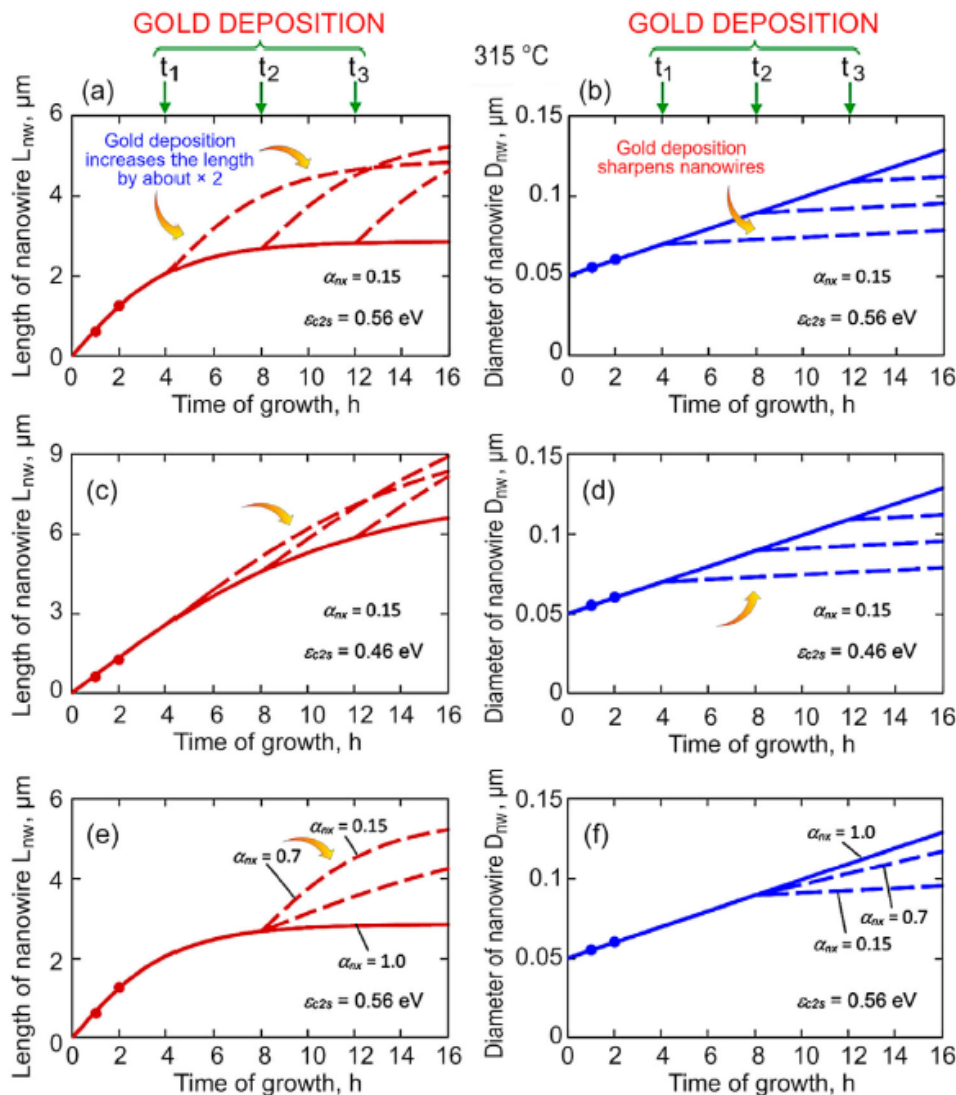 GOLD DEPOSITION
t₁ t₂ t₃
315 °C
GOLD DEPOSITION
t₁ t₂ t₃
(a)
Length of nanowire Lₙw, µm
6
4
2
0
Gold deposition
increases the length
by about × 2
αₙₓ = 0.15
εc2s = 0.56 eV
0 2 4 6 8 10 12 14 16
Time of growth, h
(b)
Diameter of nanowire Dₙw, µm
0.15
0.1
0.05
0
Gold deposition
sharpens nanowires
αₙₓ = 0.15
εc2s = 0.56 eV
0 2 4 6 8 10 12 14 16
Time of growth, h
(c)
Length of nanowire Lₙw, µm
9
6
3
0
αₙₓ = 0.15
εc2s = 0.46 eV
0 2 4 6 8 10 12 14 16
Time of growth, h
(d)
Diameter of nanowire Dₙw, µm
0.15
0.1
0.05
0
αₙₓ = 0.15
εc2s = 0.46 eV
0 2 4 6 8 10 12 14 16
Time of growth, h
(e)
Length of nanowire Lₙw, µm
6
4
2
0
αₙₓ = 0.15
αₙₓ = 0.7
αₙₓ = 1.0
εc2s = 0.56 eV
0 2 4 6 8 10 12 14 16
Time of growth, h
(f)
Diameter of nanowire Dₙw, µm
0.15
0.1
0.05
0
αₙₓ = 1.0
αₙₓ = 0.7
αₙₓ = 0.15
εc2s = 0.56 eV
0 2 4 6 8 10 12 14 16
Time of growth, h